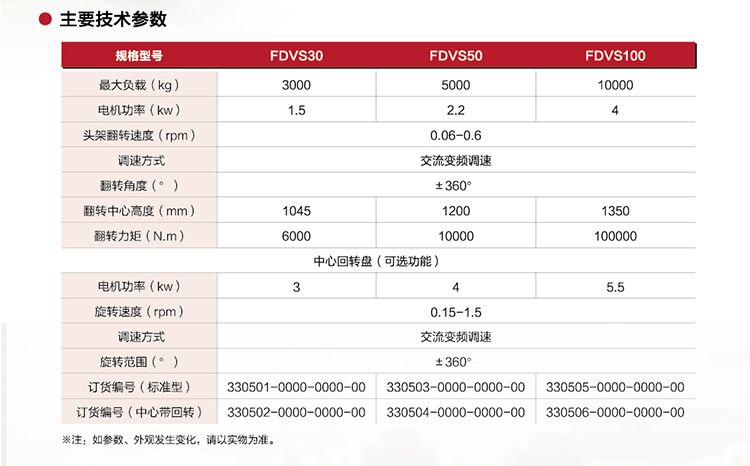 主要技术参数
规格型号 FDVS30 FDVS50 FDVS100
最大负载（kg） 3000 5000 10000
电机功率（kw） 1.5 2.2 4
头架翻转速度（rpm） 0.06-0.6
调速方式 交流变频调速
翻转角度（°） ±360°
翻转中心高度（mm） 1045 1200 1350
翻转力矩（N.m） 6000 10000 100000
中心回转盘（可选功能）
电机功率（kw） 3 4 5.5
旋转速度（rpm） 0.15-1.5
调速方式 交流变频调速
旋转范围（°） ±360°
订货编号（标准型） 330501-0000-0000-00 330503-0000-0000-00 330505-0000-0000-00
订货编号（中心带回转） 330502-0000-0000-00 330504-0000-0000-00 330506-0000-0000-00
※注：如参数、外观发生变化，请以实物为准。